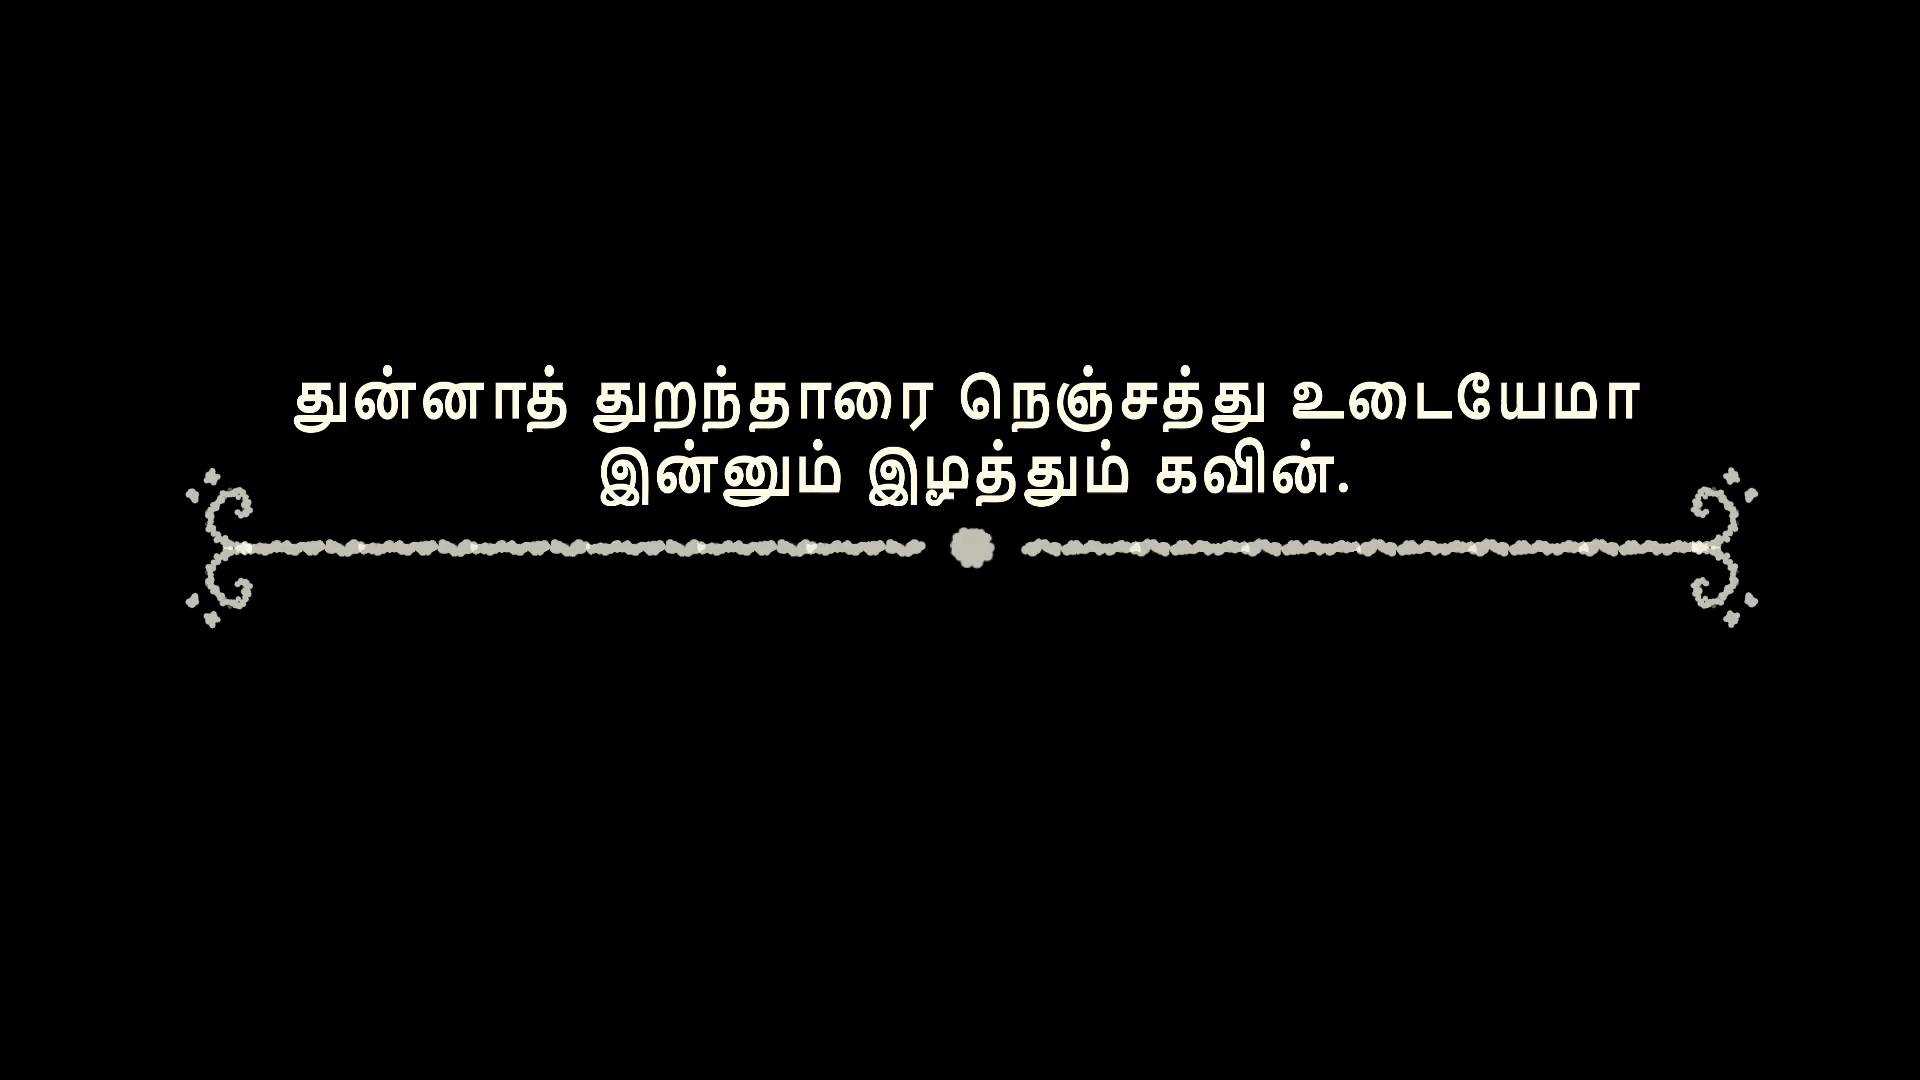 துன்னாத் துறந்தாரை நெஞ்சத்து உடையேமா
இன்னும் இழத்தும் கவின்.